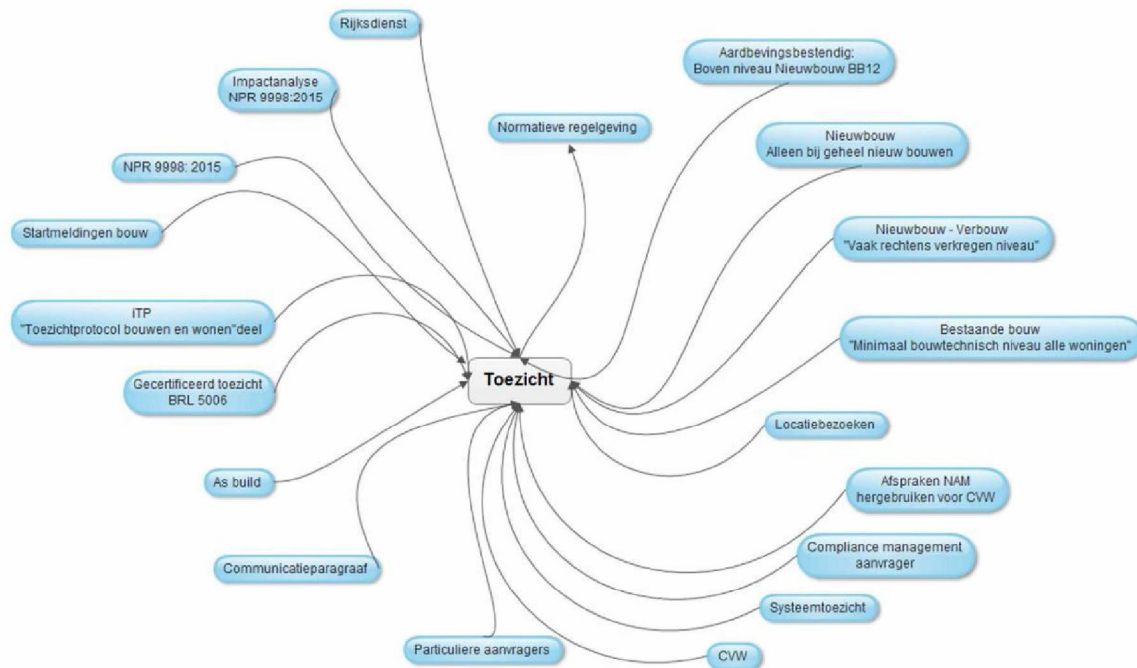 Rijksdienst
Aardbevingsbestendig;
Boven niveau Nieuwbouw BB12
Impactanalyse
NPR 9998:2015
Normatieve regelgeving
Nieuwbouw
Alleen bij geheel nieuw bouwen
NPR 9998: 2015
Startmeldingen bouw
Nieuwbouw - Verbouw
"Vaak rechtens verkregen niveau"
iTP
"Toezichtprotocol bouwen en wonen"deel
Bestaande bouw
"Minimaal bouwtechnisch niveau alle woningen"
Toezicht
Gecertificeerd toezicht
BRL 5006
Locatiebezoeken
As build
Afspraken NAM
hergebruiken voor CVW
Communicatieparagraaf
Compliance management
aanvrager
Systeemtoezicht
Particuliere aanvragers
CVW